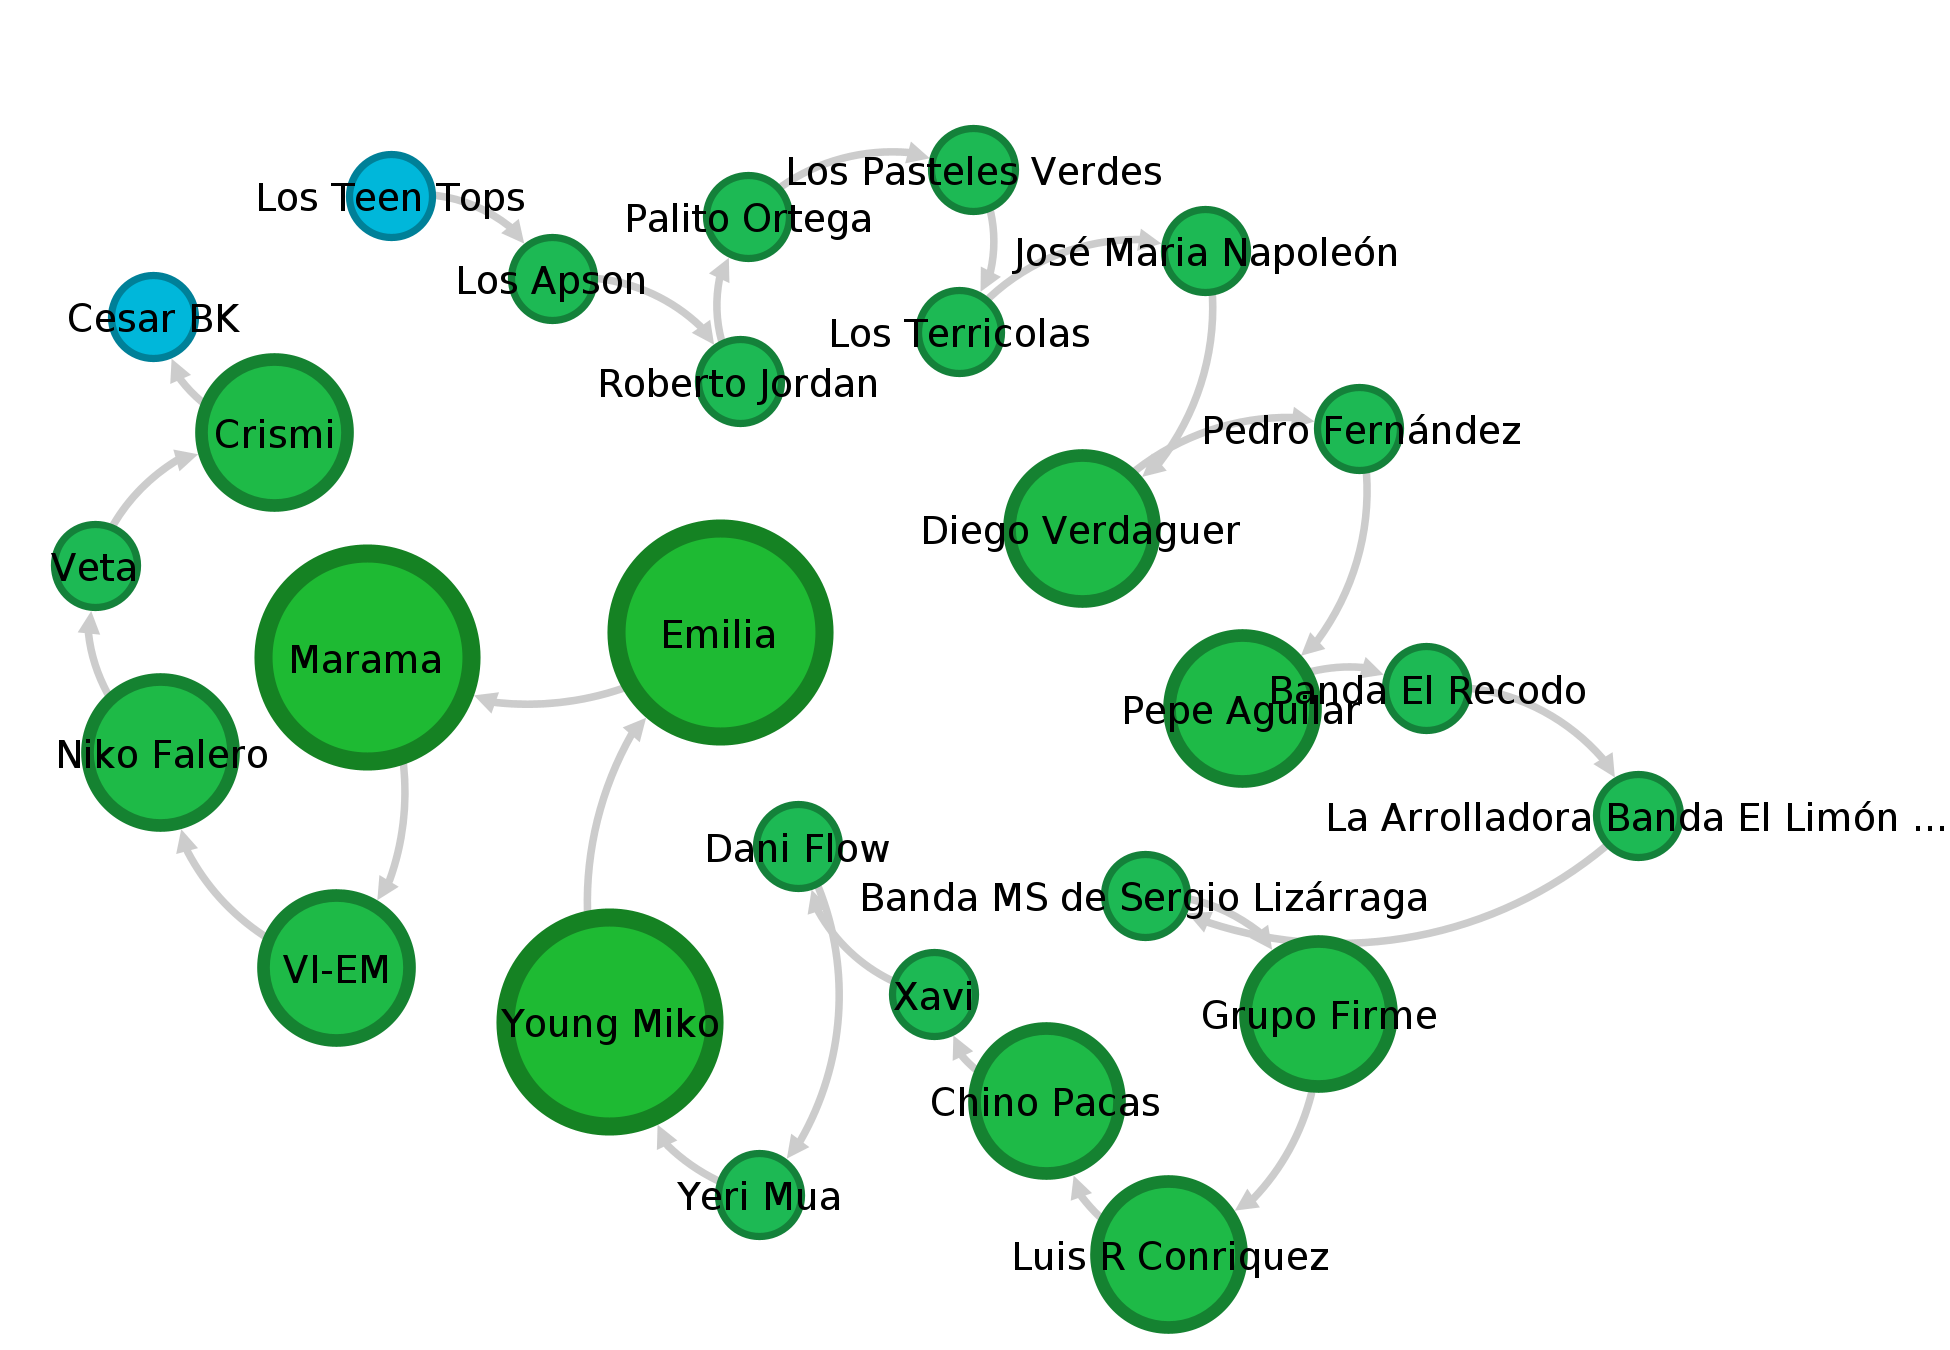 Los Pasteles Verdes
Los Teen Tops
Palito Ortega
José Maria Napoleón
Los Apson
Cesar BK
Los Terricolas
Roberto Jordan
Pedro Fernández
Crismi
Diego Verdaguer
Veta
Emilia
Marama
Banda El Recodo
Pepe Aguilar
Niko Falero
La Arrolladora Banda El Limón ...
Dani Flow
Banda MS de Sergio Lizárraga
VI-EM
Xavi
Grupo Firme
Young Miko
Chino Pacas
Yeri Mua
Luis R Conriquez